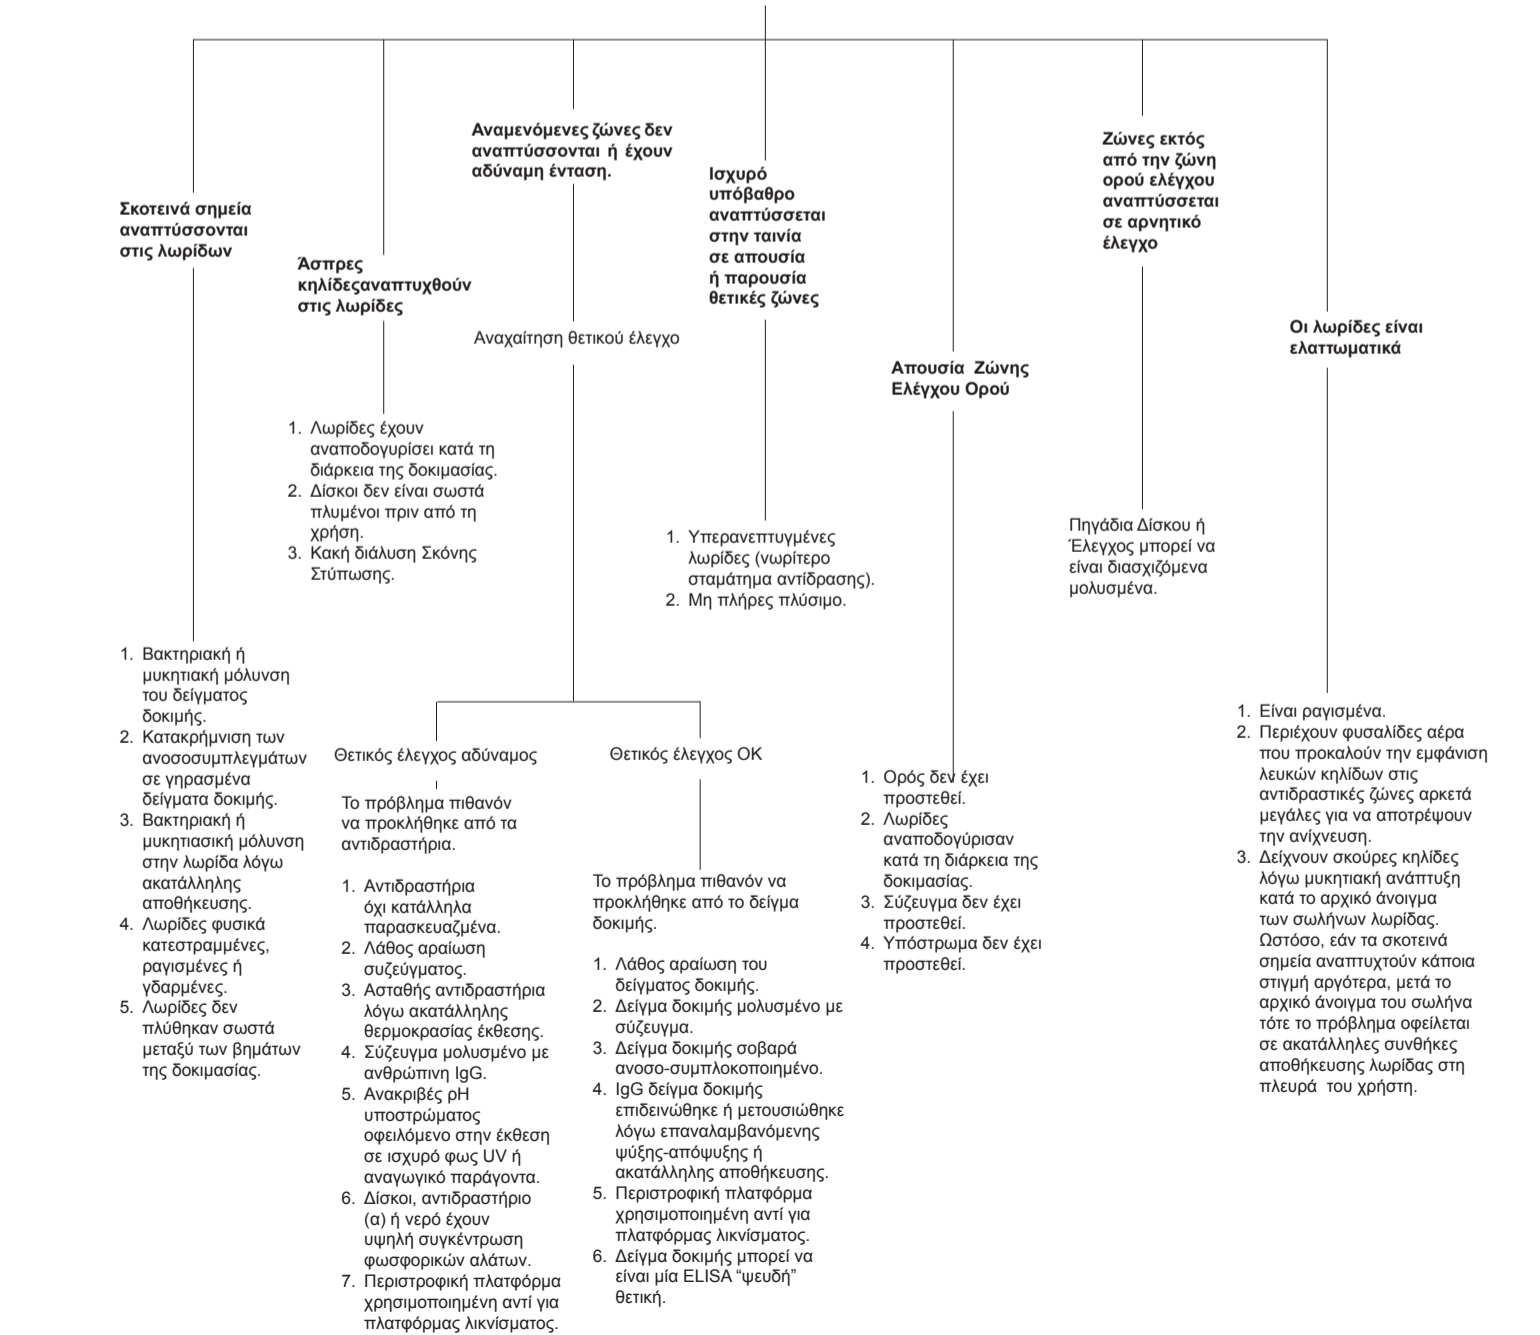 Σκοτεινά σημεία
αναπτύσσονται
στις λωρίδων
1. Βακτηριακή ή
μυκητιακή μόλυνση
του δείγματος
δοκιμής.
2. Κατακρήμνιση των
ανοσοσυμπλεγμάτων
σε γηρασμένα
δείγματα δοκιμής.
3. Βακτηριακή ή
μυκητιασική μόλυνση
στην λωρίδα λόγω
ακατάλληλης
αποθήκευσης.
4. Λωρίδες φυσικά
κατεστραμμένες,
ραγισμένες ή
γδαρμένες.
5. Λωρίδες δεν
πλύθηκαν σωστά
μεταξύ των βημάτων
της δοκιμασίας.
Άσπρες
κηλίδεςαναπτυχθούν
στις λωρίδες
1. Λωρίδες έχουν
αναποδογυρίσει κατά τη
διάρκεια της δοκιμασίας.
2. Δίσκοι δεν είναι σωστά
πλυμένοι πριν από τη
χρήση.
3. Κακή διάλυση Σκόνης
Στύπωσης.
Αναμενόμενες ζώνες δεν
αναπτύσσονται ή έχουν
αδύναμη ένταση.
Αναχαίτηση θετικού έλεγχο
Θετικός έλεγχος αδύναμος
Το πρόβλημα πιθανόν
να προκλήθηκε από τα
αντιδραστήρια.
1. Αντιδραστήρια
όχι κατάλληλα
παρασκευαζμένα.
2. Λάθος αραίωση
συζεύγματος.
3. Ασταθής αντιδραστήρια
λόγω ακατάλληλης
θερμοκρασίας έκθεσης.
4. Σύζευγμα μολυσμένο με
ανθρώπινη IgG.
5. Ανακριβές ρΗ
υποστρώματος
οφειλόμενο στην έκθεση
σε ισχυρό φως UV ή
αναγωγικό παράγοντα.
6. Δίσκοι, αντιδραστήριο
(α) ή νερό έχουν
υψηλή συγκέντρωση
φωσφορικών αλάτων.
7. Περιστροφική πλατφόρμα
χρησιμοποιημένη αντί για
πλατφόρμας λικνίσματος.
Θετικός έλεγχος OK
Το πρόβλημα πιθανόν να
προκλήθηκε από το δείγμα
δοκιμής.
1. Λάθος αραίωση του
δείγματος δοκιμής.
2. Δείγμα δοκιμής μολυσμένο με
σύζευγμα.
3. Δείγμα δοκιμής σοβαρά
ανοσο-συμπλοκοποιημένο.
4. IgG δείγμα δοκιμής
επιδεινώθηκε ή μετουσιώθηκε
λόγω επαναλαμβανόμενης
ψύξης-απόψυξης ή
ακατάλληλης αποθήκευσης.
5. Περιστροφική πλατφόρμα
χρησιμοποιημένη αντί για
πλατφόρμας λικνίσματος.
6. Δείγμα δοκιμής μπορεί να
είναι μία ELISA “ψευδή”
θετική.
Ισχυρό
υπόβαθρο
αναπτύσσεται
στην ταινία
σε απουσία
ή παρουσία
θετικές ζώνες
1. Υπερανεπτυγμένες
λωρίδες (νωρίτερο
σταμάτημα αντίδρασης).
2. Μη πλήρες πλύσιμο.
Απουσία Ζώνης
Ελέγχου Ορού
1. Ορός δεν έχει
προστεθεί.
2. Λωρίδες
αναποδογύρισαν
κατά τη διάρκεια της
δοκιμασίας.
3. Σύζευγμα δεν έχει
προστεθεί.
4. Υπόστρωμα δεν έχει
προστεθεί.
Ζώνες εκτός
από την ζώνη
ορού ελέγχου
αναπτύσσεται
σε αρνητικό
έλεγχο
Πηγάδια Δίσκου ή
Έλεγχος μπορεί να
είναι διασχιζόμενα
μολυσμένα.
Οι λωρίδες είναι
ελαττωματικά
1. Είναι ραγισμένα.
2. Περιέχουν φυσαλίδες αέρα
που προκαλούν την εμφάνιση
λευκών κηλίδων στις
αντιδραστικές ζώνες αρκετά
μεγάλες για να αποτρέψουν
την ανίχνευση.
3. Δείχνουν σκούρες κηλίδες
λόγω μυκητιακή ανάπτυξη
κατά το αρχικό άνοιγμα
των σωλήνων λωρίδας.
Ωστόσο, εάν τα σκοτεινά
σημεία αναπτυχτούν κάποια
στιγμή αργότερα, μετά το
αρχικό άνοιγμα του σωλήνα
τότε το πρόβλημα οφείλεται
σε ακατάλληλες συνθήκες
αποθήκευσης λωρίδας στη
πλευρά του χρήστη.